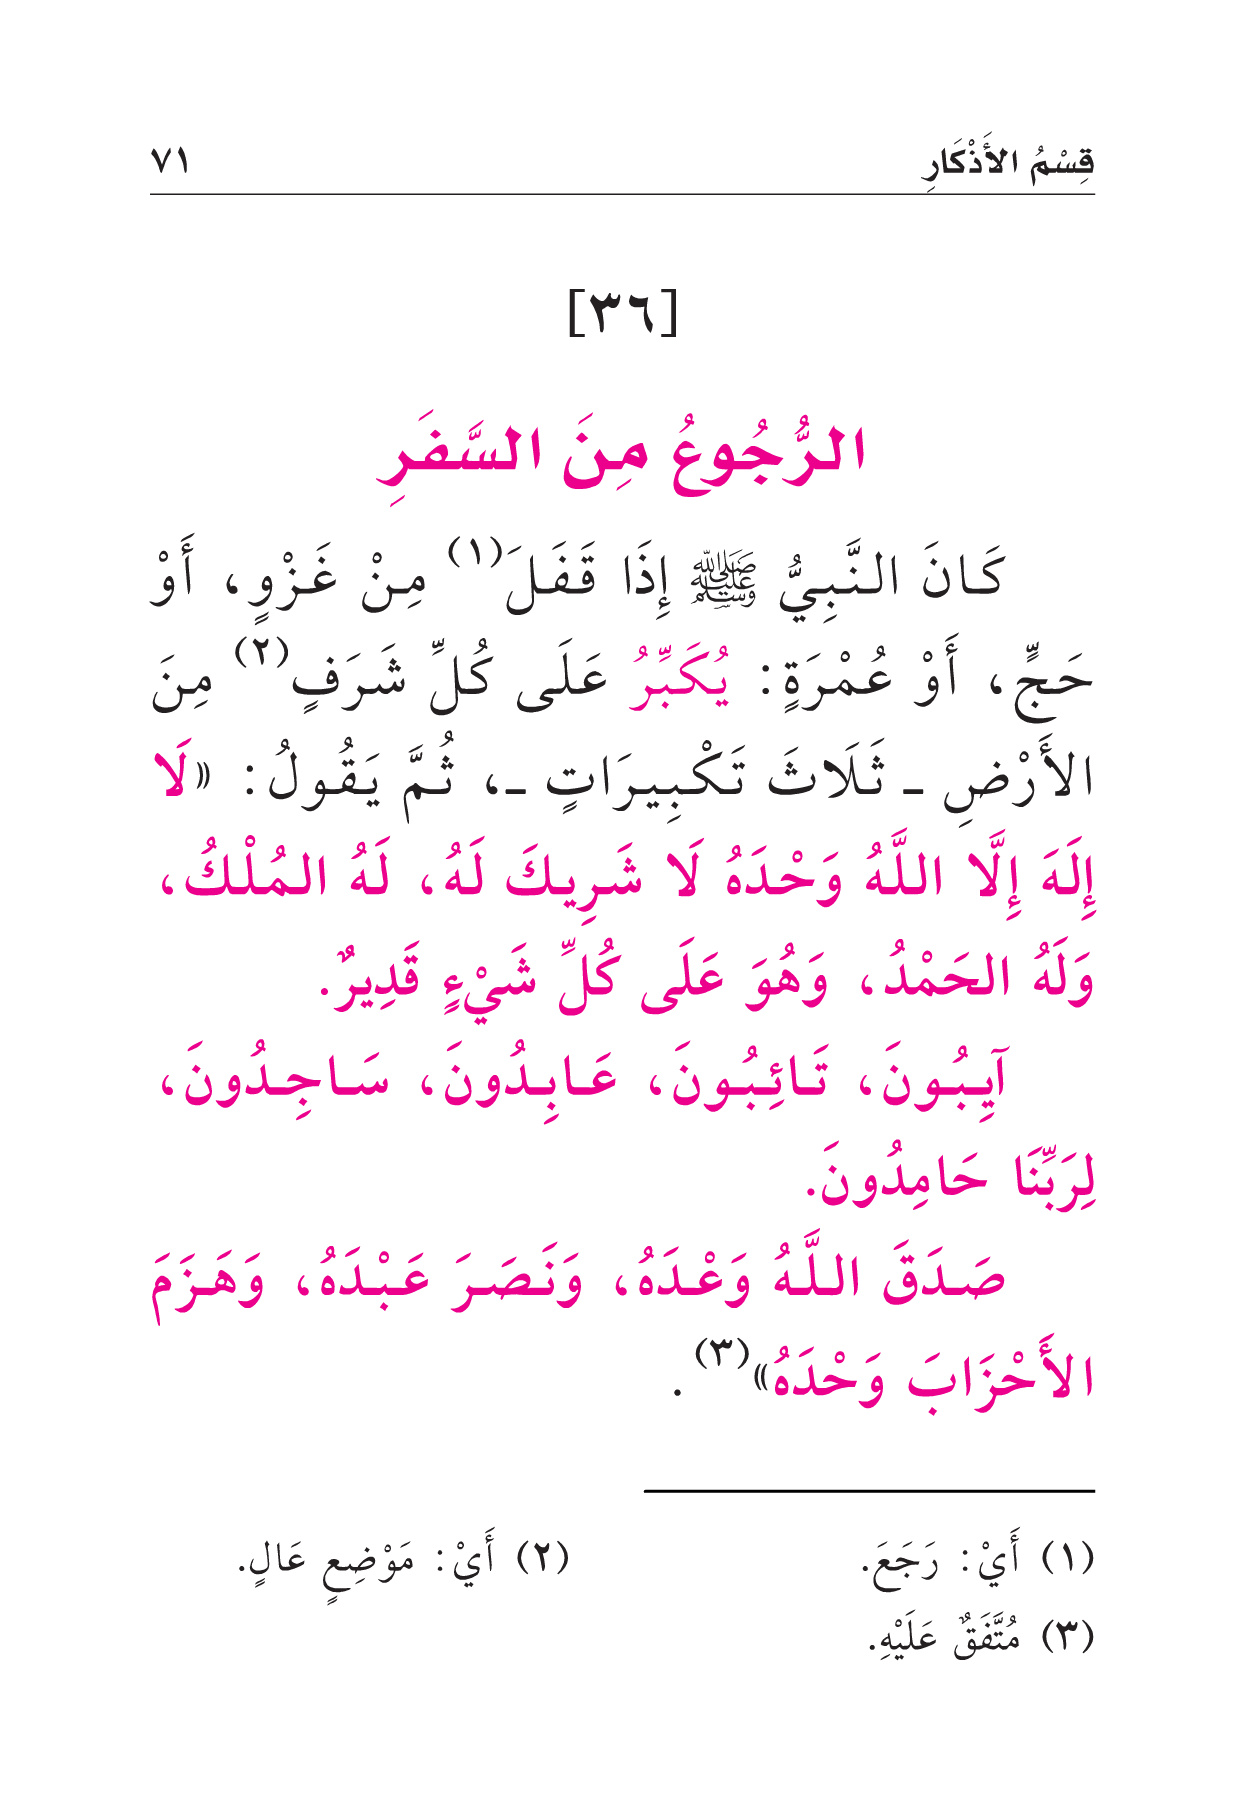 قِسْمُ الأَذْكَارِ ٧١
[٣٦]
الرُّجُوعُ مِنَ السَّفَرِ
كَانَ النَّبِيُّ ﷺ إِذَا قَفَلَ(١) مِنْ غَزْوٍ، أَوْ
حَجٍّ، أَوْ عُمْرَةٍ: يُكَبِّرُ عَلَى كُلِّ شَرَفٍ(٢) مِنَ
الأَرْضِ ـ ثَلَاثَ تَكْبِيرَاتٍ ـ، ثُمَّ يَقُولُ: «لَا
إِلَهَ إِلَّا اللَّهُ وَحْدَهُ لَا شَرِيكَ لَهُ، لَهُ المُلْكُ،
وَلَهُ الحَمْدُ، وَهُوَ عَلَى كُلِّ شَيْءٍ قَدِيرٌ.
آيِبُونَ، تَائِبُونَ، عَابِدُونَ، سَاجِدُونَ،
لِرَبِّنَا حَامِدُونَ.
صَدَقَ اللَّهُ وَعْدَهُ، وَنَصَرَ عَبْدَهُ، وَهَزَمَ
الأَحْزَابَ وَحْدَهُ»(٣).
(١) أَيْ: رَجَعَ. (٢) أَيْ: مَوْضِعٍ عَالٍ.
(٣) مُتَّفَقٌ عَلَيْهِ.